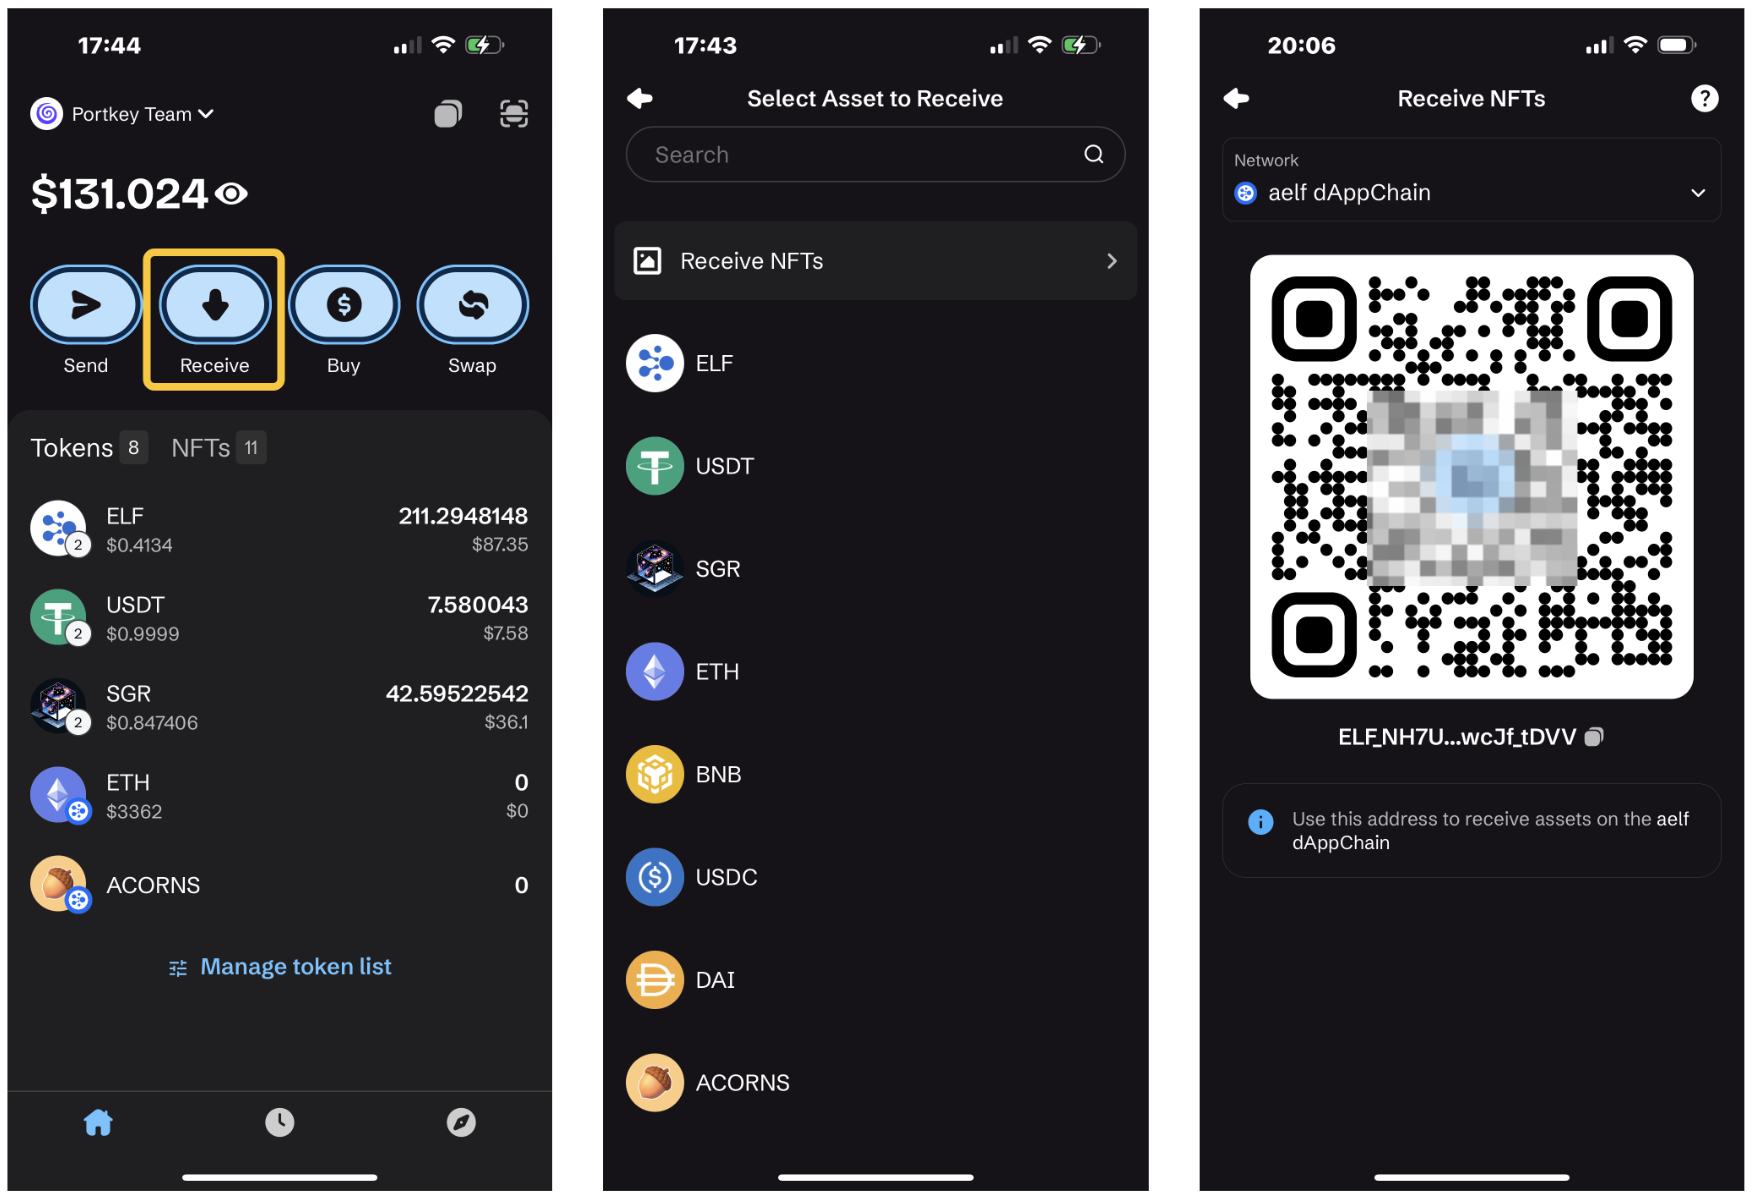 17:44
Portkey Team
$131.024
Send
Receive
Buy
Swap
Tokens 8 NFTs 11
ELF 211.2948148
2 $0.4134 $87.35
USDT 7.580043
2 $0.9999 $7.58
SGR 42.59522542
2 $0.847406 $36.1
ETH 0
$3362 $0
ACORNS 0
Manage token list
17:43
Select Asset to Receive
Search
Receive NFTs
ELF
USDT
SGR
ETH
BNB
USDC
DAI
ACORNS
20:06
Receive NFTs ?
Network
aelf dAppChain
ELF_NH7U...wcJf_tDVV
Use this address to receive assets on the aelf
dAppChain